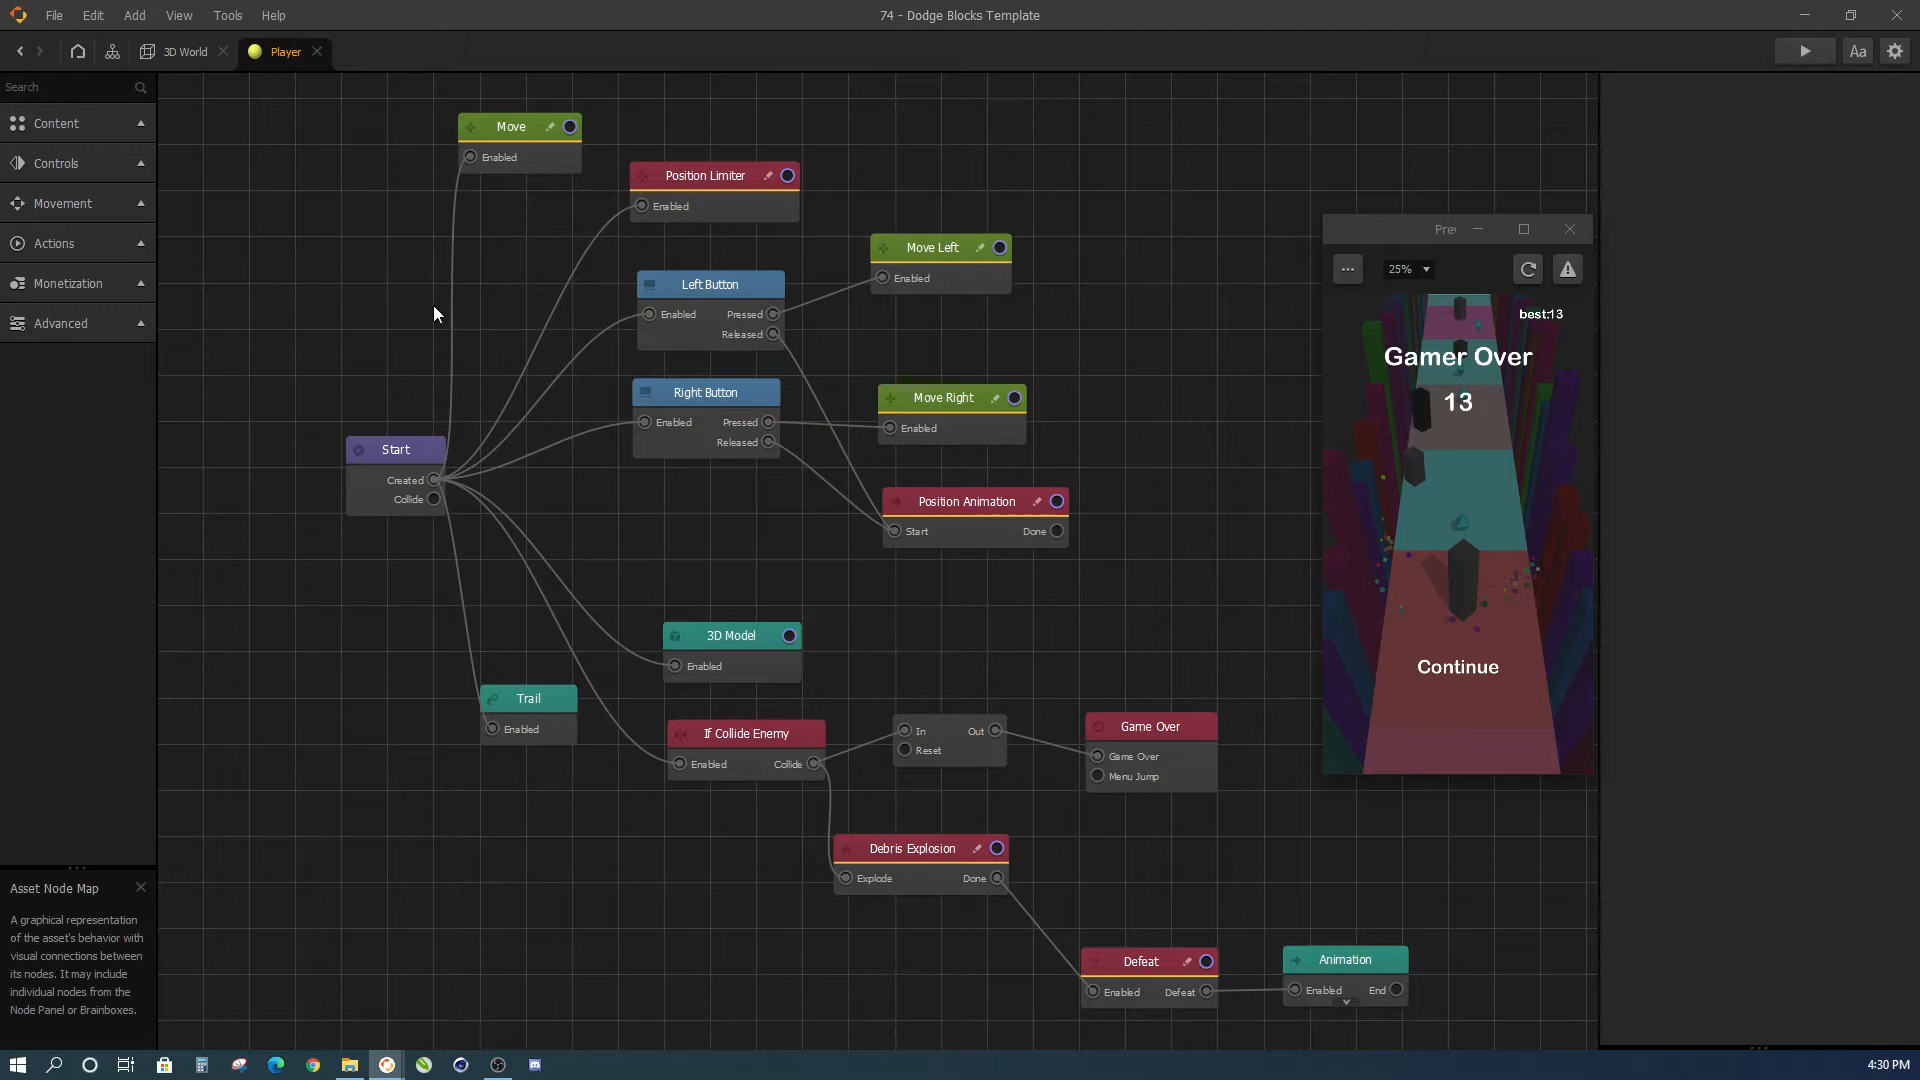 File Edit Add View Tools Help
74 - Dodge Blocks Template
3D World
Player
Aa
Search
Content
Controls
Movement
Actions
Monetization
Advanced
Move
Enabled
Position Limiter
Enabled
Move Left
Enabled
Left Button
Enabled Pressed
Released
Right Button
Enabled Pressed
Released
Move Right
Enabled
Start
Created
Collide
Position Animation
Start Done
3D Model
Enabled
Trail
Enabled
If Collide Enemy
Enabled Collide
In Out
Reset
Game Over
Game Over
Menu Jump
Debris Explosion
Explode Done
Defeat
Enabled Defeat
Animation
Enabled End
Prev
25%
best:13
Gamer Over
13
Continue
Asset Node Map
A graphical representation
of the asset's behavior with
visual connections between
its nodes. It may include
individual nodes from the
Node Panel or Brainboxes.
4:30 PM